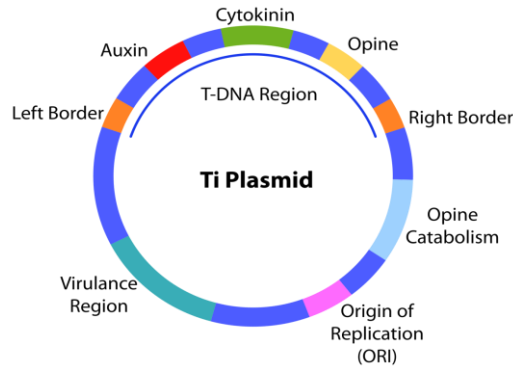 Cytokinin
Auxin
Opine
T-DNA Region
Left Border
Right Border
Ti Plasmid
Opine
Catabolism
Virulance
Region
Origin of
Replication
(ORI)